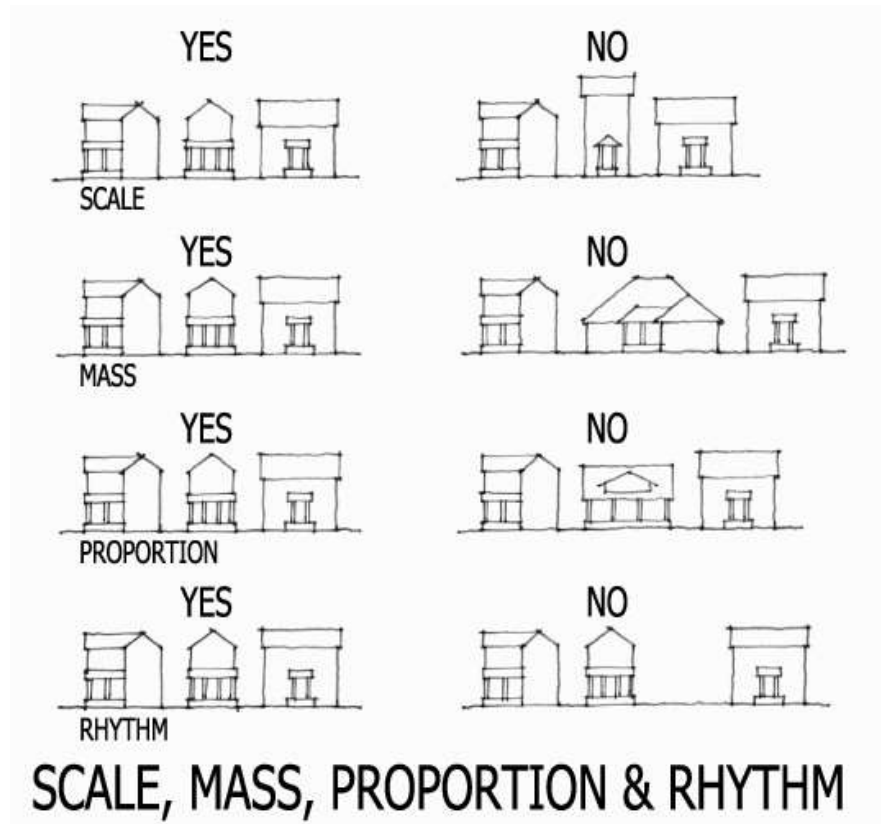 YES NO
SCALE
YES NO
MASS
YES NO
PROPORTION
YES NO
RHYTHM
SCALE, MASS, PROPORTION & RHYTHM